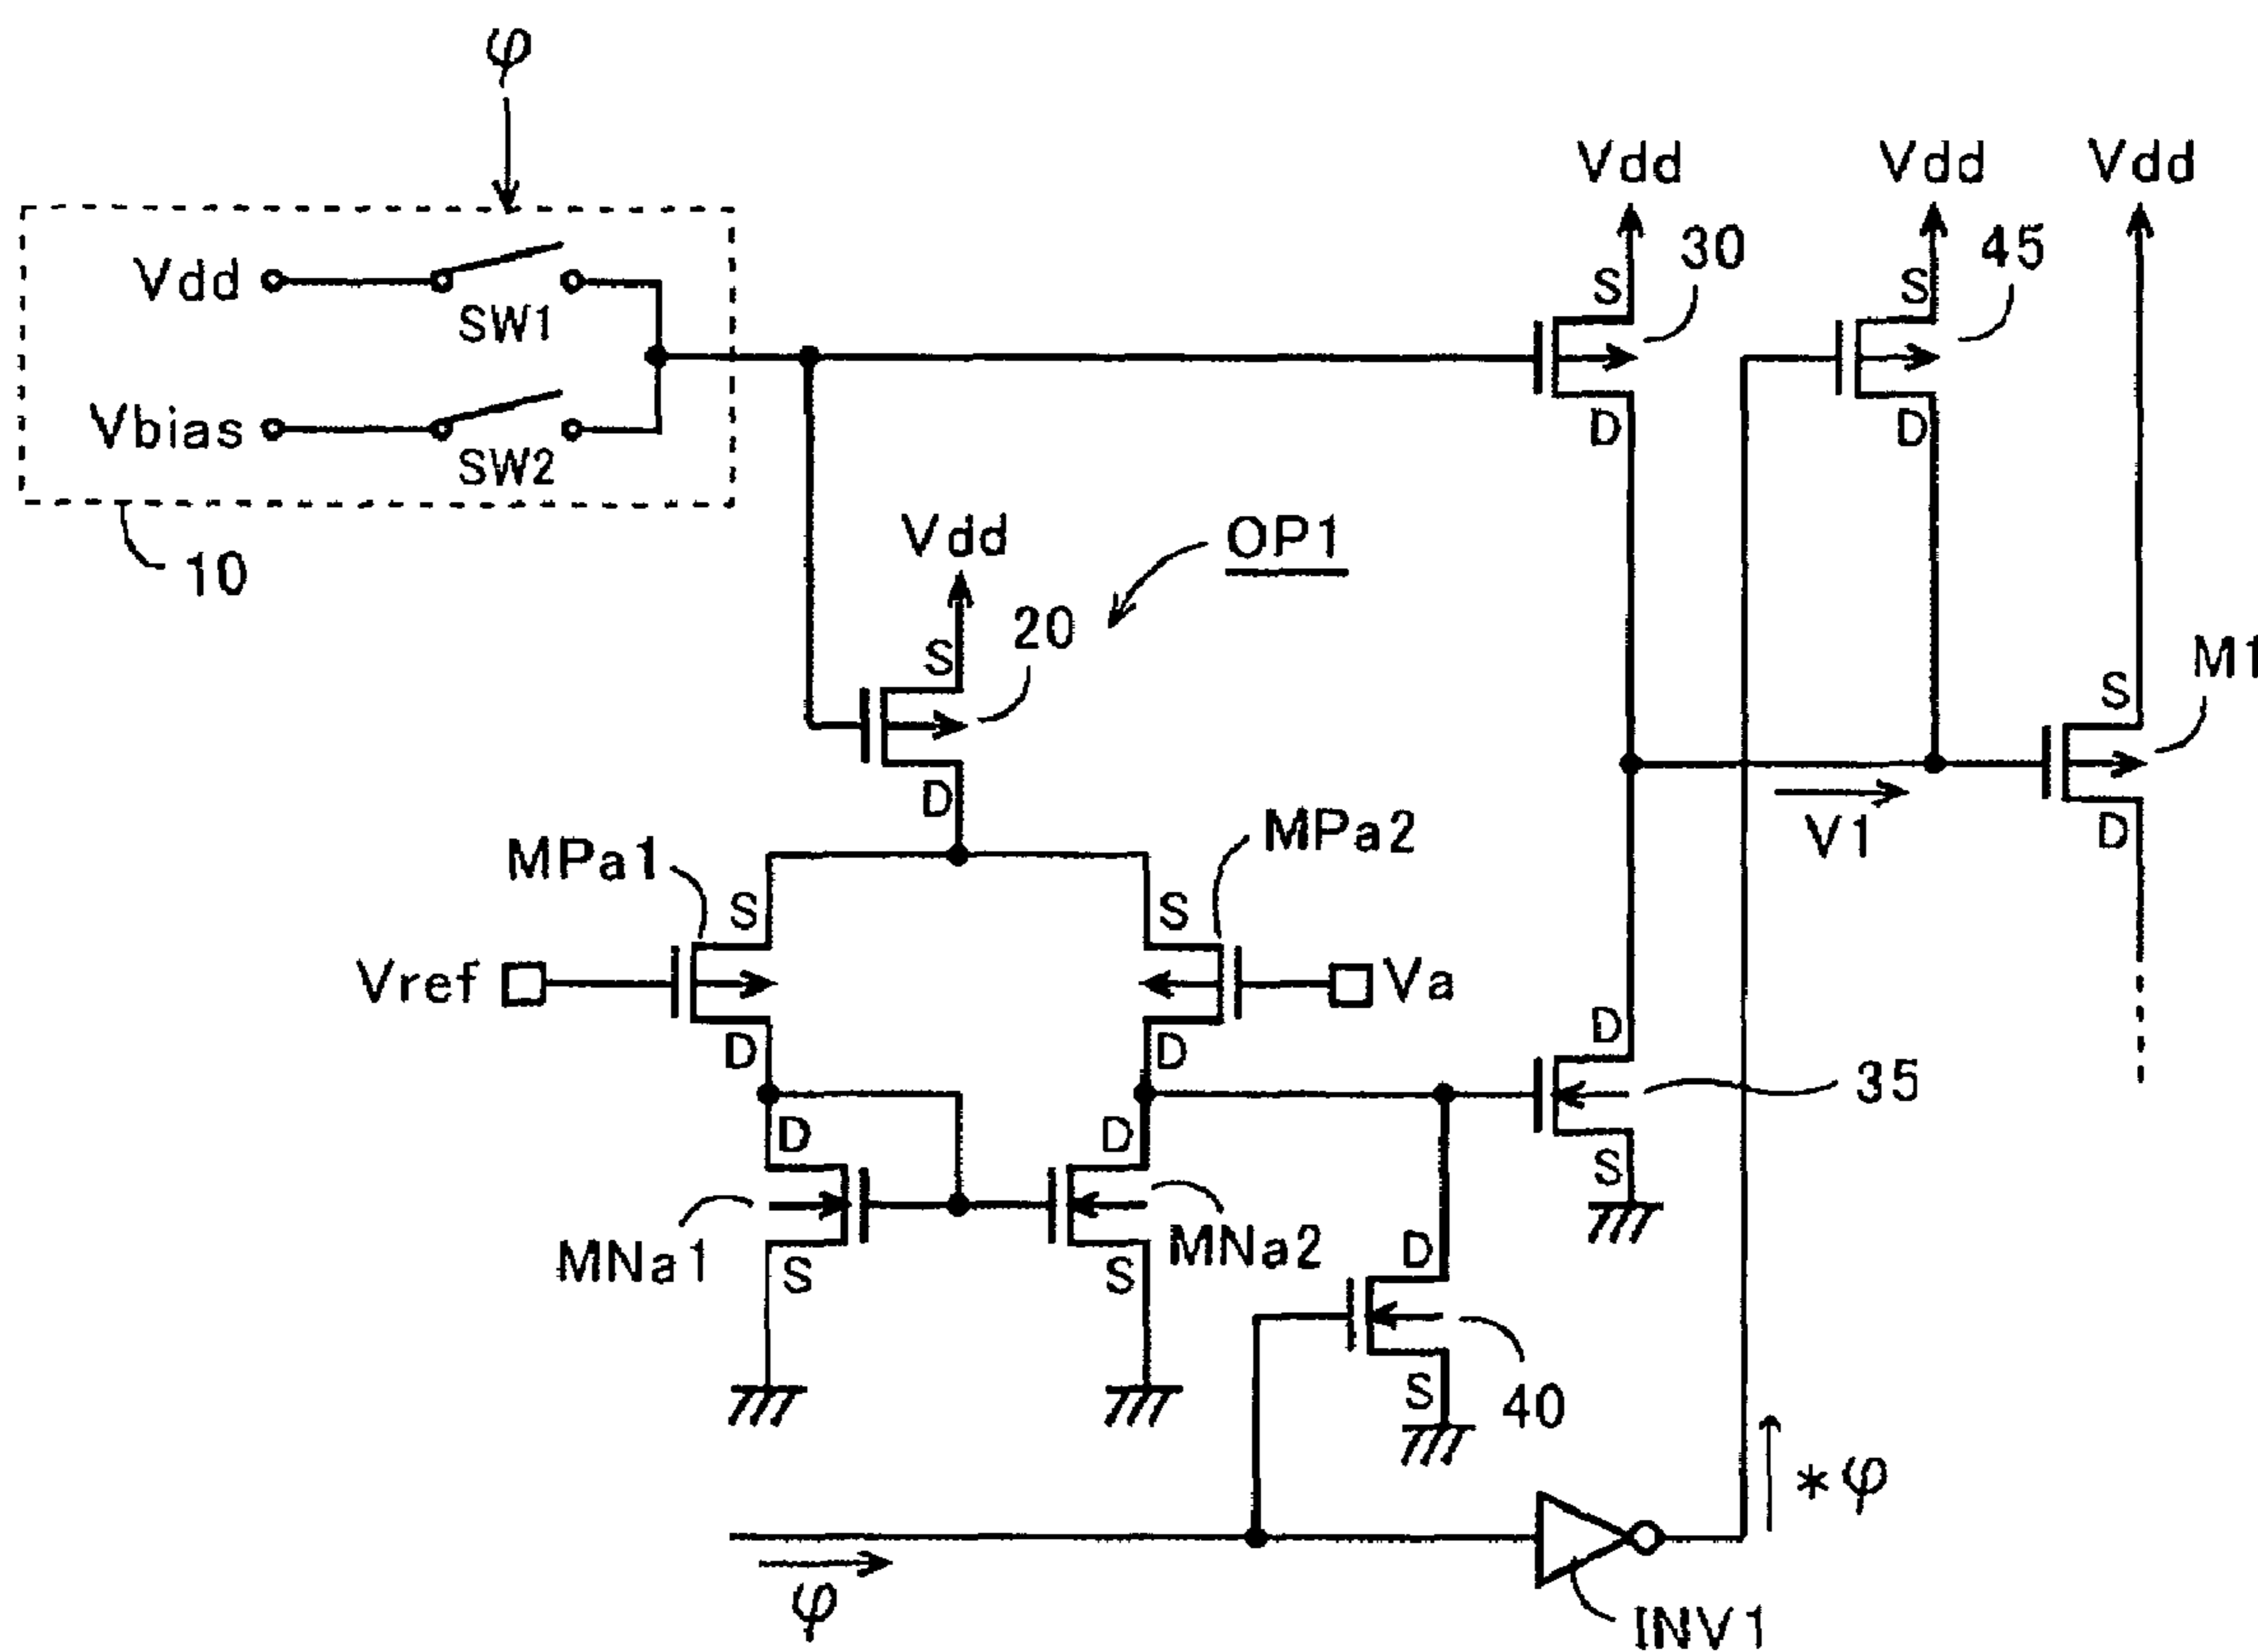 φ
Vdd Vdd Vdd
30 45
Vdd S S
SW1
Vbias D D
SW2
10 Vdd OP1
20 S
M1
S
D MPa2
MPa1 V1 D
S S
Vref Va
D D D
35
D D S
MNa1 S S MNa2 D
S 40
*φ
φ INV1